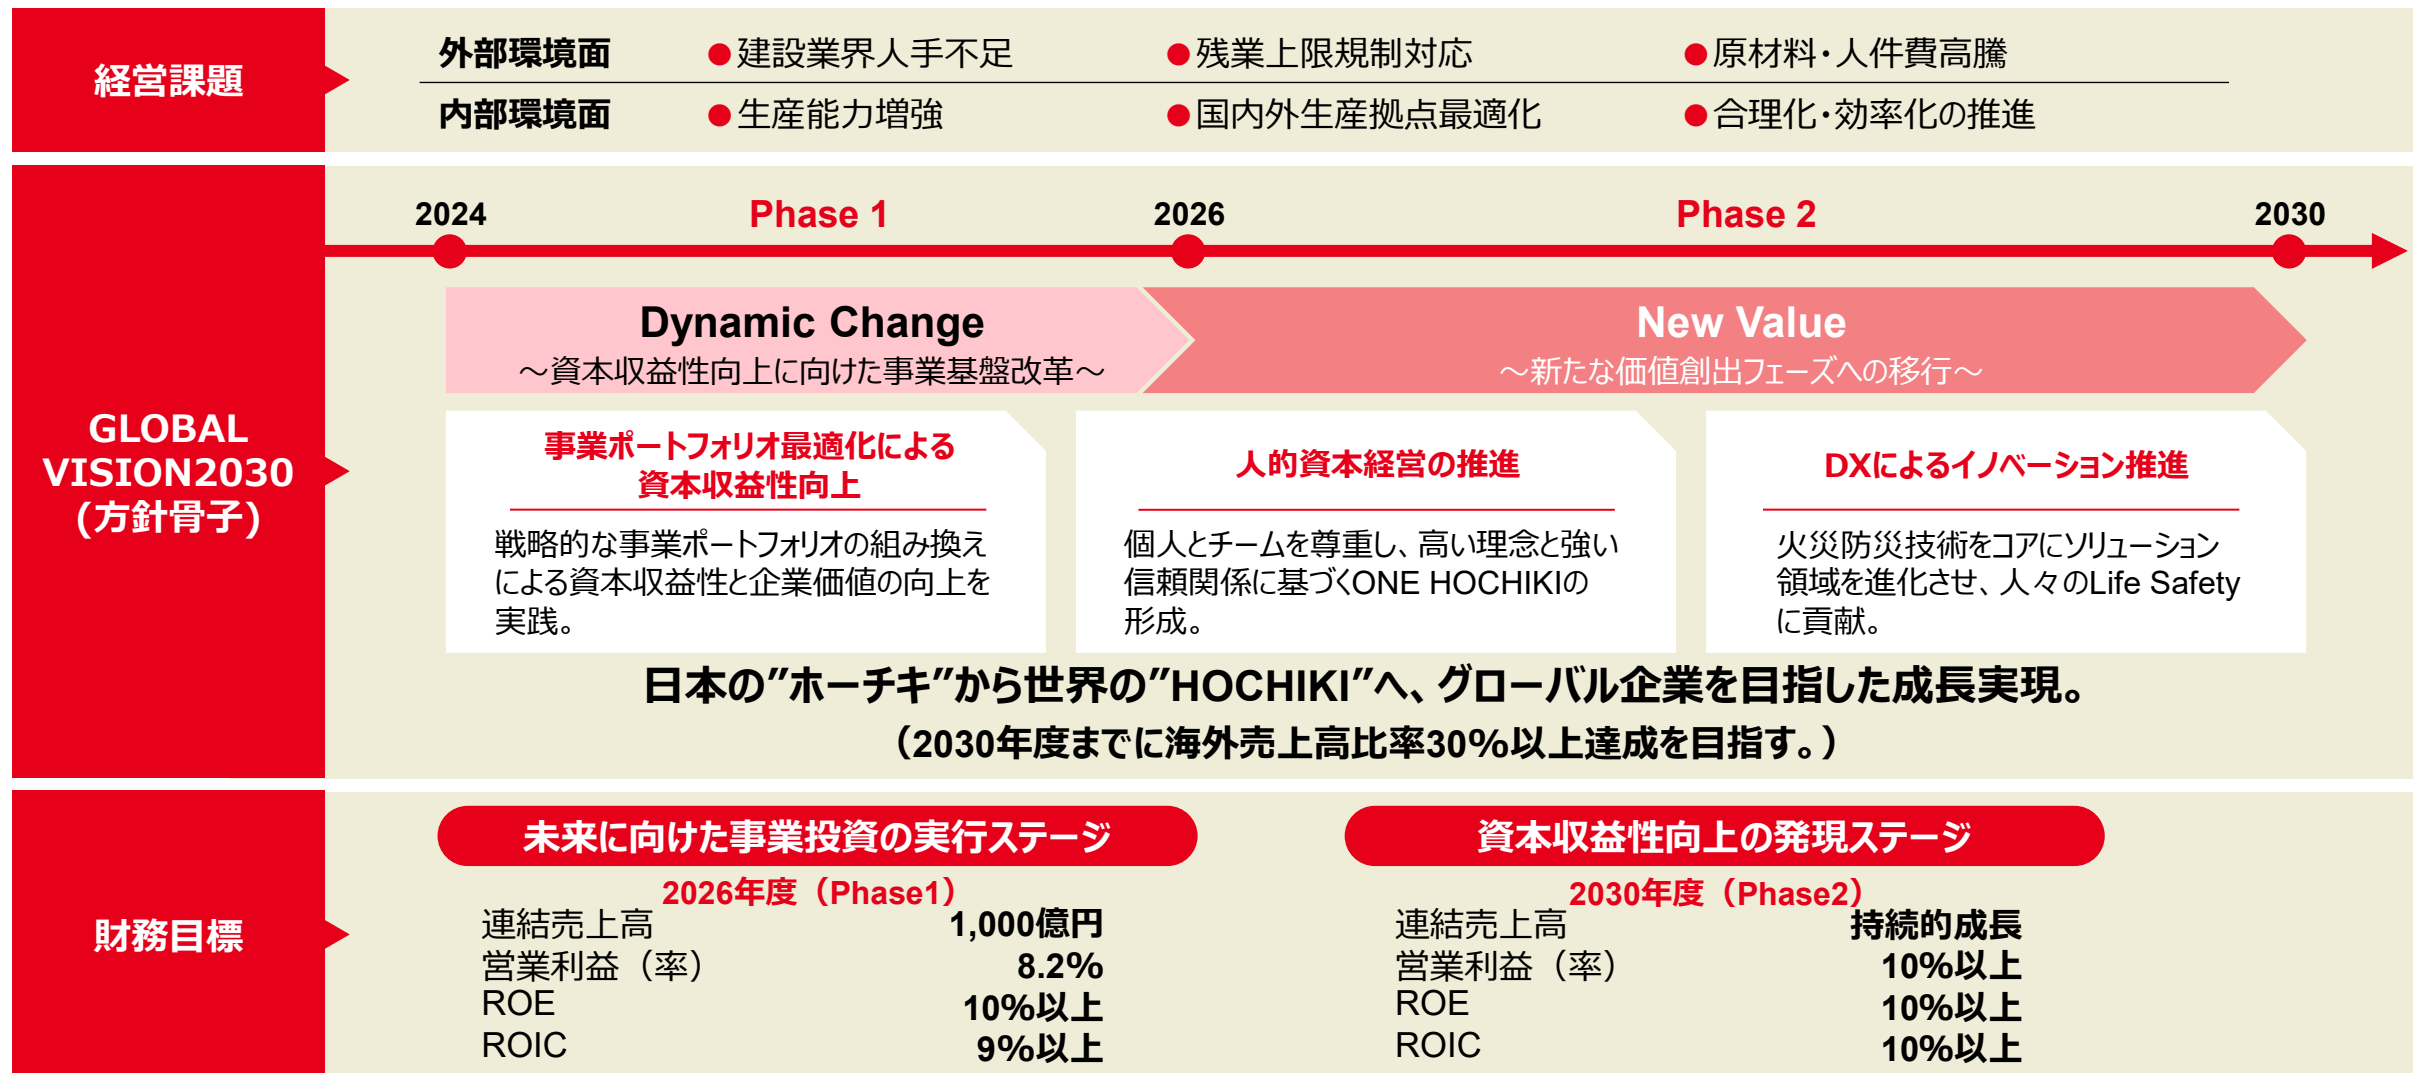 経営課題
外部環境面 ●建設業界人手不足 ●残業上限規制対応 ●原材料・人件費高騰
内部環境面 ●生産能力増強 ●国内外生産拠点最適化 ●合理化・効率化の推進
GLOBAL
VISION2030
(方針骨子)
2024 Phase 1 2026 Phase 2 2030
Dynamic Change
～資本収益性向上に向けた事業基盤改革～
New Value
～新たな価値創出フェーズへの移行～
事業ポートフォリオ最適化による
資本収益性向上
戦略的な事業ポートフォリオの組み換え
による資本収益性と企業価値の向上を
実践。
人的資本経営の推進
個人とチームを尊重し、高い理念と強い
信頼関係に基づくONE HOCHIKIの
形成。
DXによるイノベーション推進
火災防災技術をコアにソリューション
領域を進化させ、人々のLife Safety
に貢献。
日本の”ホーチキ”から世界の”HOCHIKI”へ、グローバル企業を目指した成長実現。
（2030年度までに海外売上高比率30%以上達成を目指す。）
財務目標
未来に向けた事業投資の実行ステージ
2026年度（Phase1）
連結売上高 1,000億円
営業利益（率） 8.2%
ROE 10%以上
ROIC 9%以上
資本収益性向上の発現ステージ
2030年度（Phase2）
連結売上高 持続的成長
営業利益（率） 10%以上
ROE 10%以上
ROIC 10%以上